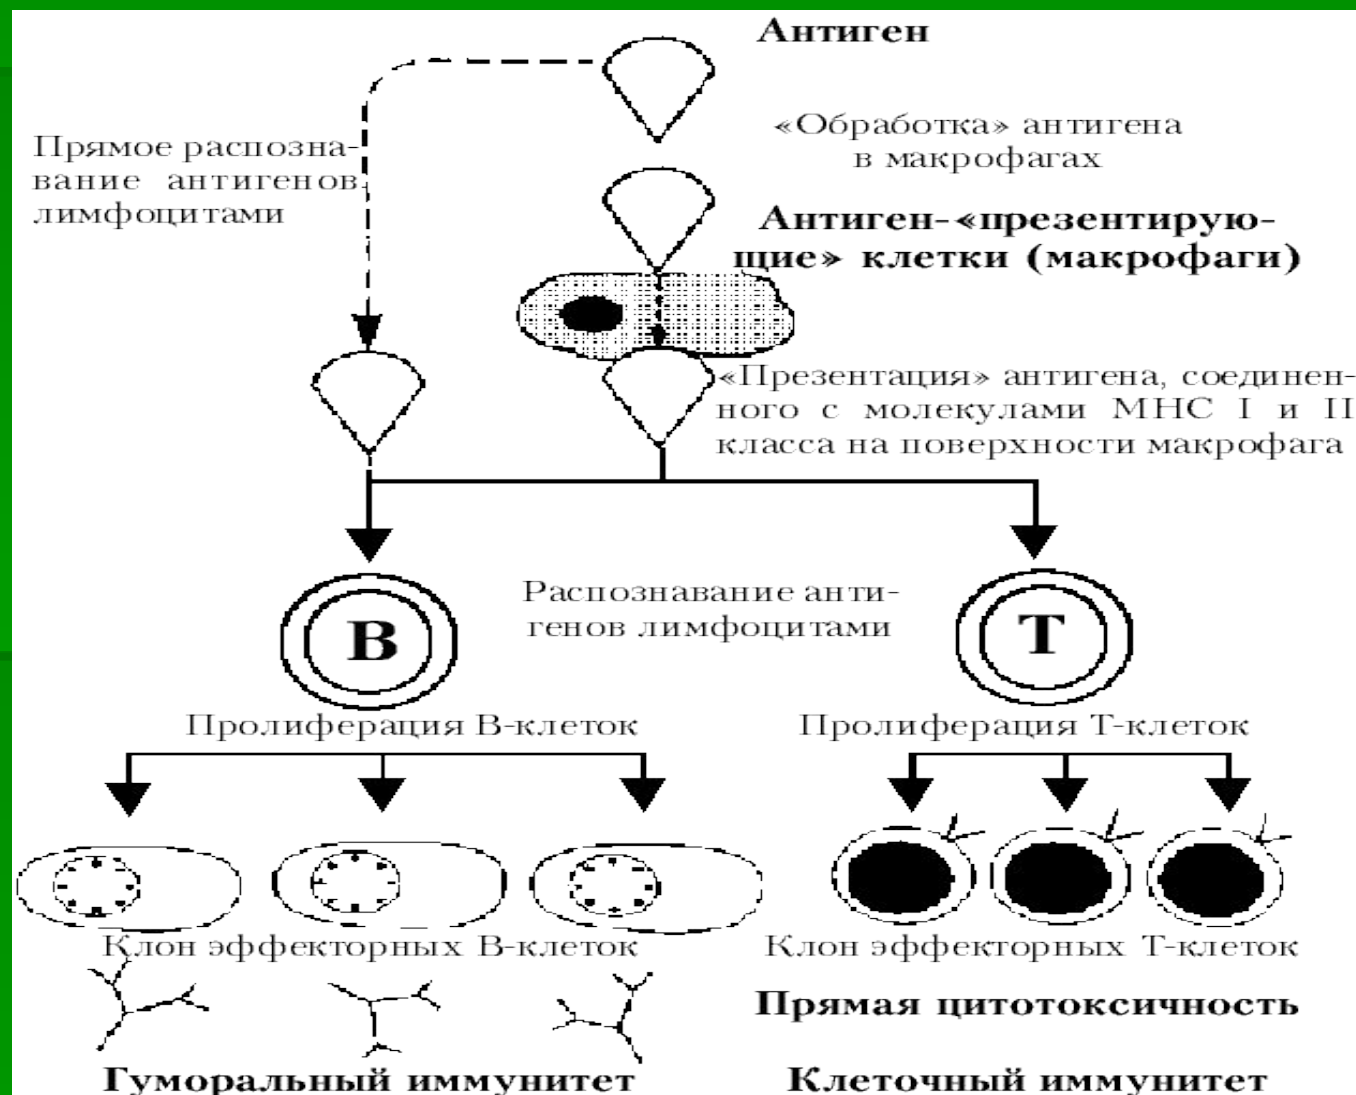 Антиген
«Обработка» антигена
в макрофагах
Прямое распозна-
вание антигенов
лимфоцитами
Антиген-«презентирую-
щие» клетки (макрофаги)
«Презентация» антигена, соединен-
ного с молекулами МНС I и II
класса на поверхности макрофага
Распознавание анти-
генов лимфоцитами
В
Т
Пролиферация В-клеток
Пролиферация Т-клеток
Клон эффекторных В-клеток
Клон эффекторных Т-клеток
Прямая цитотоксичность
Гуморальный иммунитет
Клеточный иммунитет